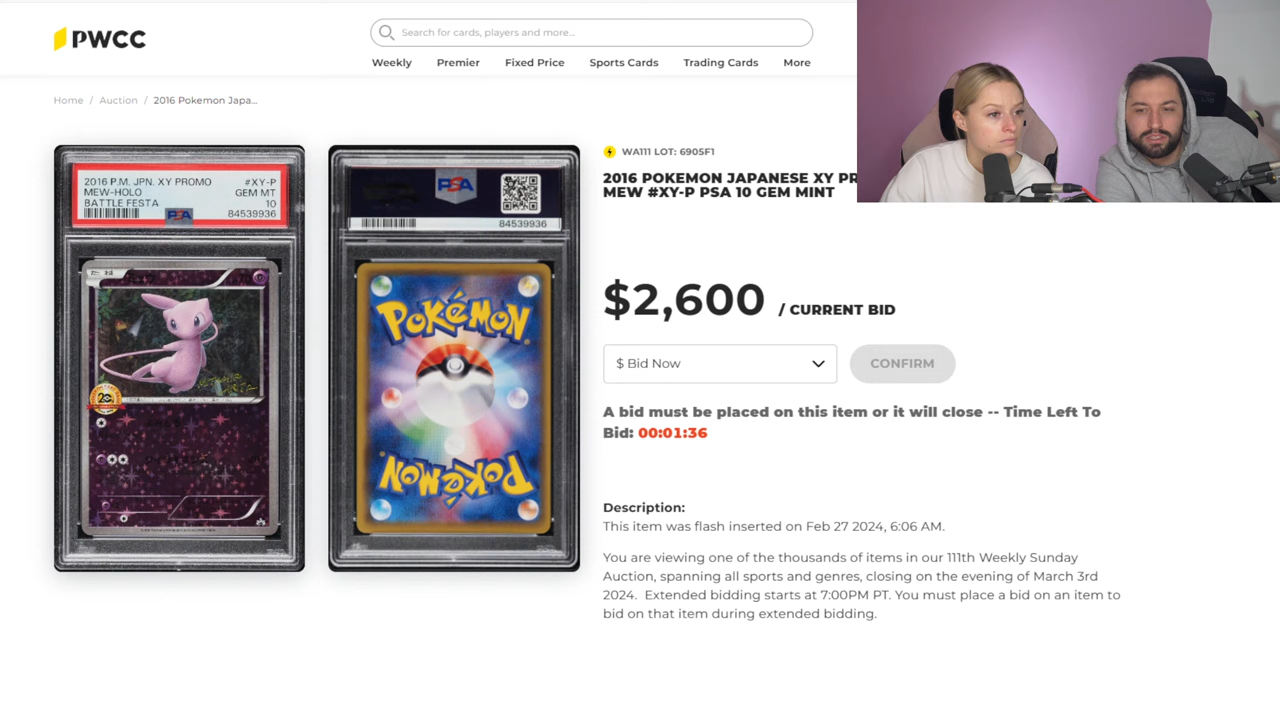 PWCC
Search for cards, players and more...
Weekly Premier Fixed Price Sports Cards Trading Cards More
Home / Auction / 2016 Pokemon Japa...
WA111 LOT: 6905F1
2016 POKEMON JAPANESE XY PR
MEW #XY-P PSA 10 GEM MINT
2016 P.M. JPN. XY PROMO #XY-P
MEW-HOLO GEM MT
BATTLE FESTA 10
PSA 84539936
20
PSA
84539936
POKéMON
POKéMON
$2,600 / CURRENT BID
$ Bid Now
CONFIRM
A bid must be placed on this item or it will close -- Time Left To
Bid: 00:01:36
Description:
This item was flash inserted on Feb 27 2024, 6:06 AM.
You are viewing one of the thousands of items in our 111th Weekly Sunday
Auction, spanning all sports and genres, closing on the evening of March 3rd
2024. Extended bidding starts at 7:00PM PT. You must place a bid on an item to
bid on that item during extended bidding.